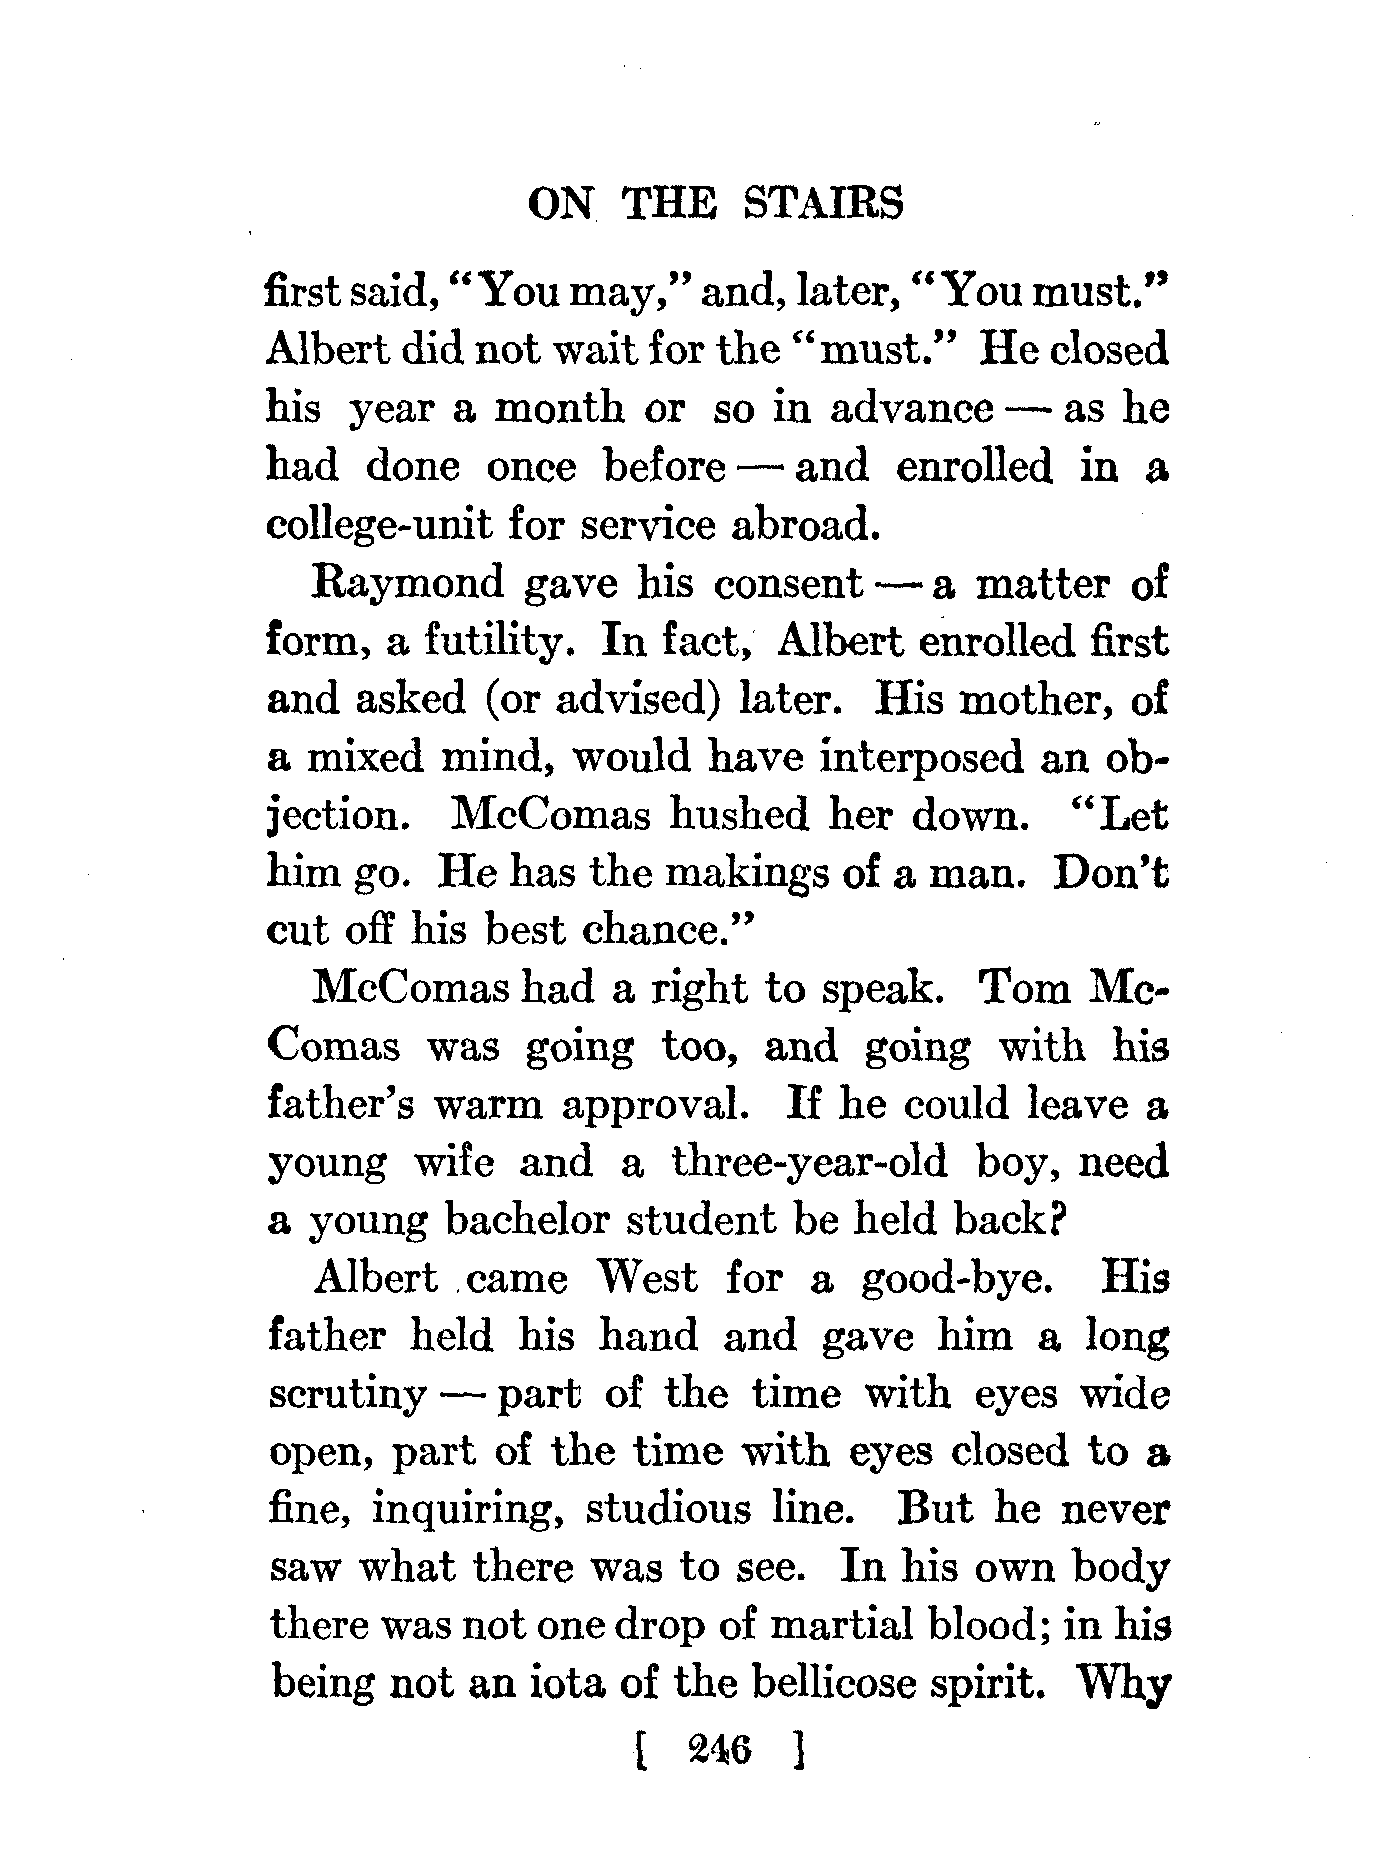 ON THE STAIRS
first said, "You may," and, later, "You must."
Albert did not wait for the "must." He closed
his year a month or so in advance — as he
had done once before — and enrolled in a
college-unit for service abroad.
Raymond gave his consent — a matter of
form, a futility. In fact, Albert enrolled first
and asked (or advised) later. His mother, of
a mixed mind, would have interposed an ob-
jection. McComas hushed her down. "Let
him go. He has the makings of a man. Don't
cut off his best chance."
McComas had a right to speak. Tom Mc-
Comas was going too, and going with his
father's warm approval. If he could leave a
young wife and a three-year-old boy, need
a young bachelor student be held back?
Albert came West for a good-bye. His
father held his hand and gave him a long
scrutiny — part of the time with eyes wide
open, part of the time with eyes closed to a
fine, inquiring, studious line. But he never
saw what there was to see. In his own body
there was not one drop of martial blood; in his
being not an iota of the bellicose spirit. Why
[ 246 ]